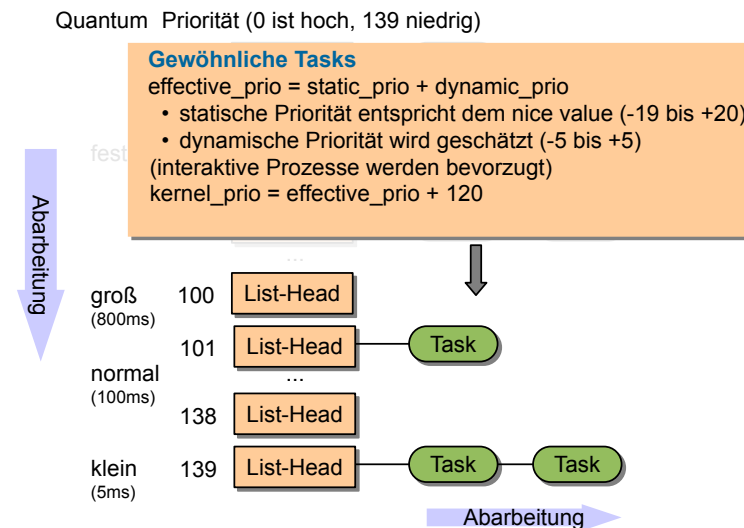 Quantum Priorität (0 ist hoch, 139 niedrig)
Gewöhnliche Tasks
effective_prio = static_prio + dynamic_prio
• statische Priorität entspricht dem nice value (-19 bis +20)
• dynamische Priorität wird geschätzt (-5 bis +5)
(interaktive Prozesse werden bevorzugt)
kernel_prio = effective_prio + 120
fest
Abarbeitung
...
groß
(800ms)
100 List-Head
101 List-Head Task
normal
(100ms)
...
138 List-Head
klein
(5ms)
139 List-Head Task Task
Abarbeitung